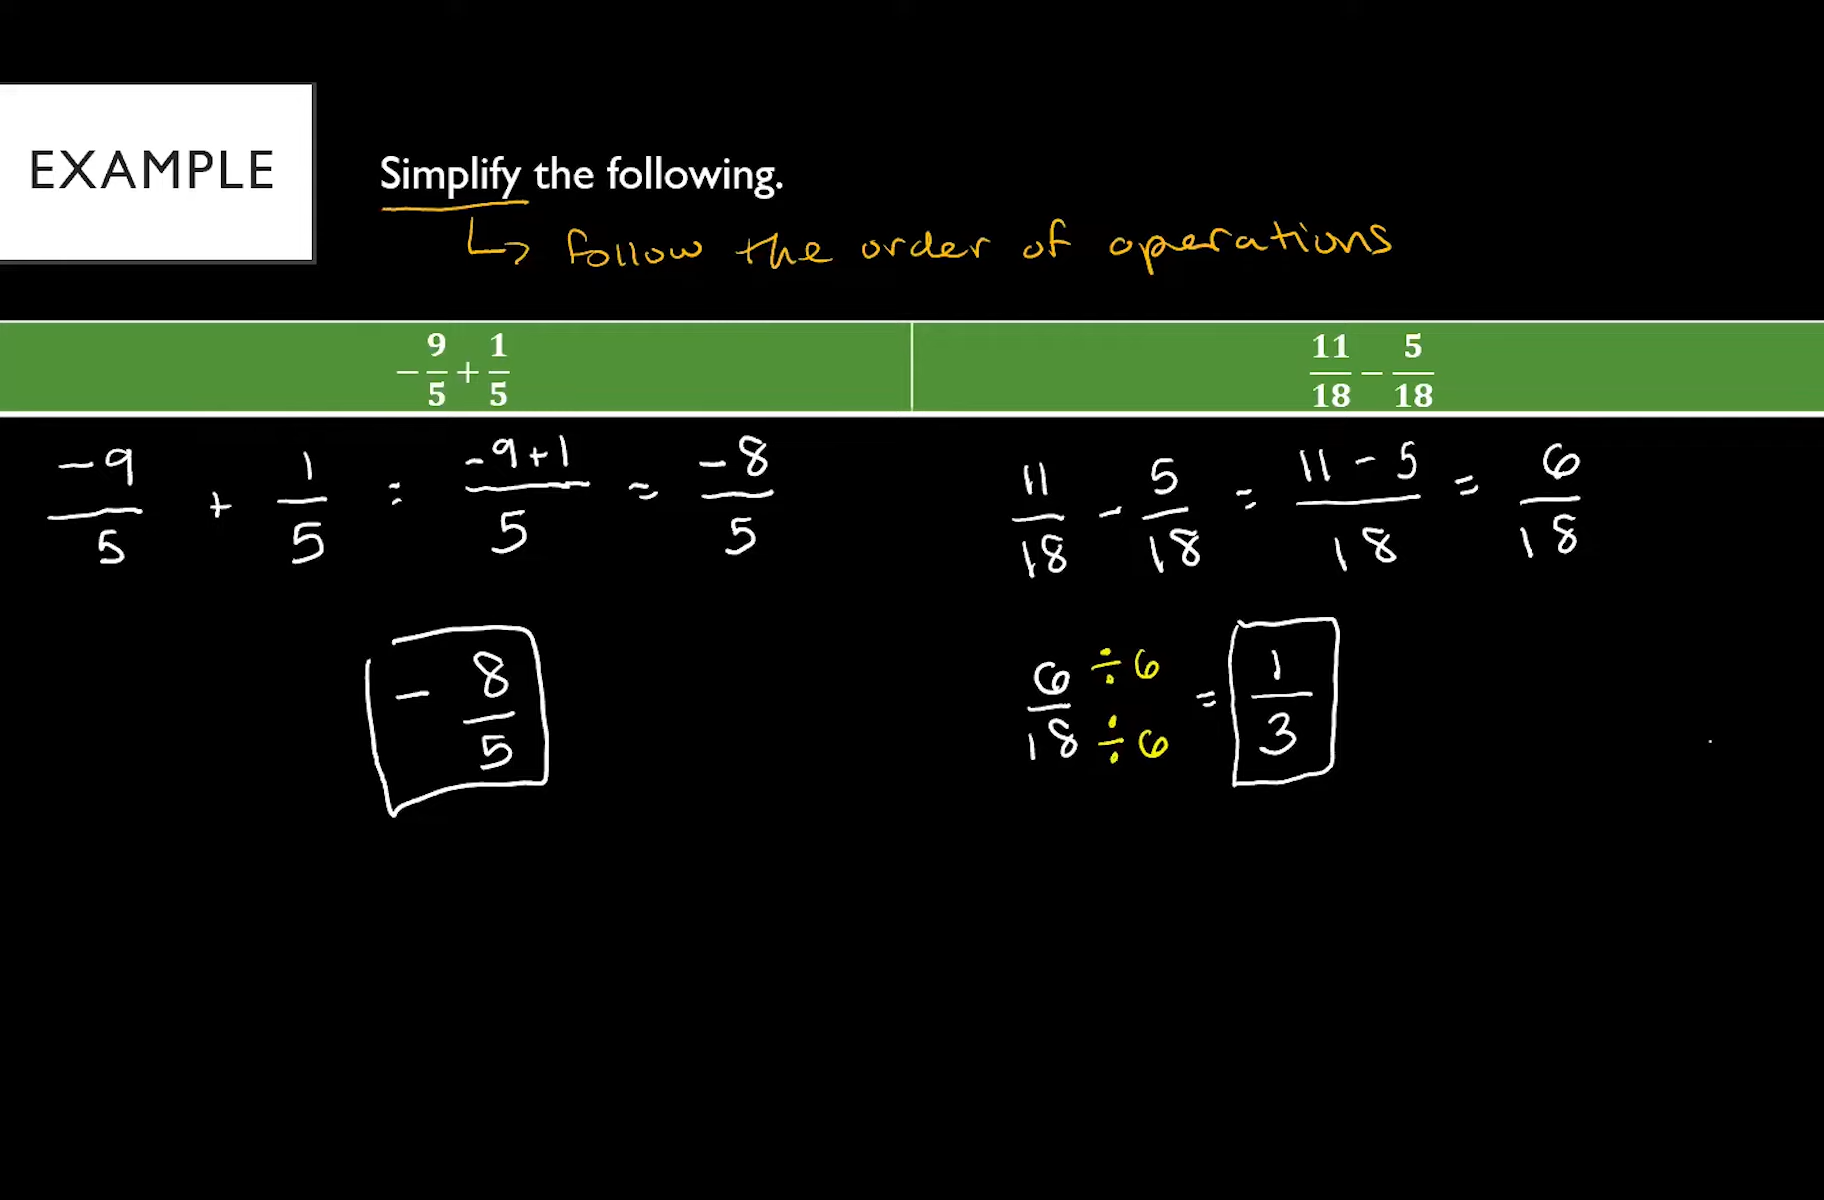 EXAMPLE
Simplify the following.
↳ follow the order of operations
-9/5 + 1/5
11/18 - 5/18
-9/5 + 1/5 = -9+1/5 = -8/5
11/18 - 5/18 = 11-5/18 = 6/18
- 8/5
6÷6/18÷6 = 1/3